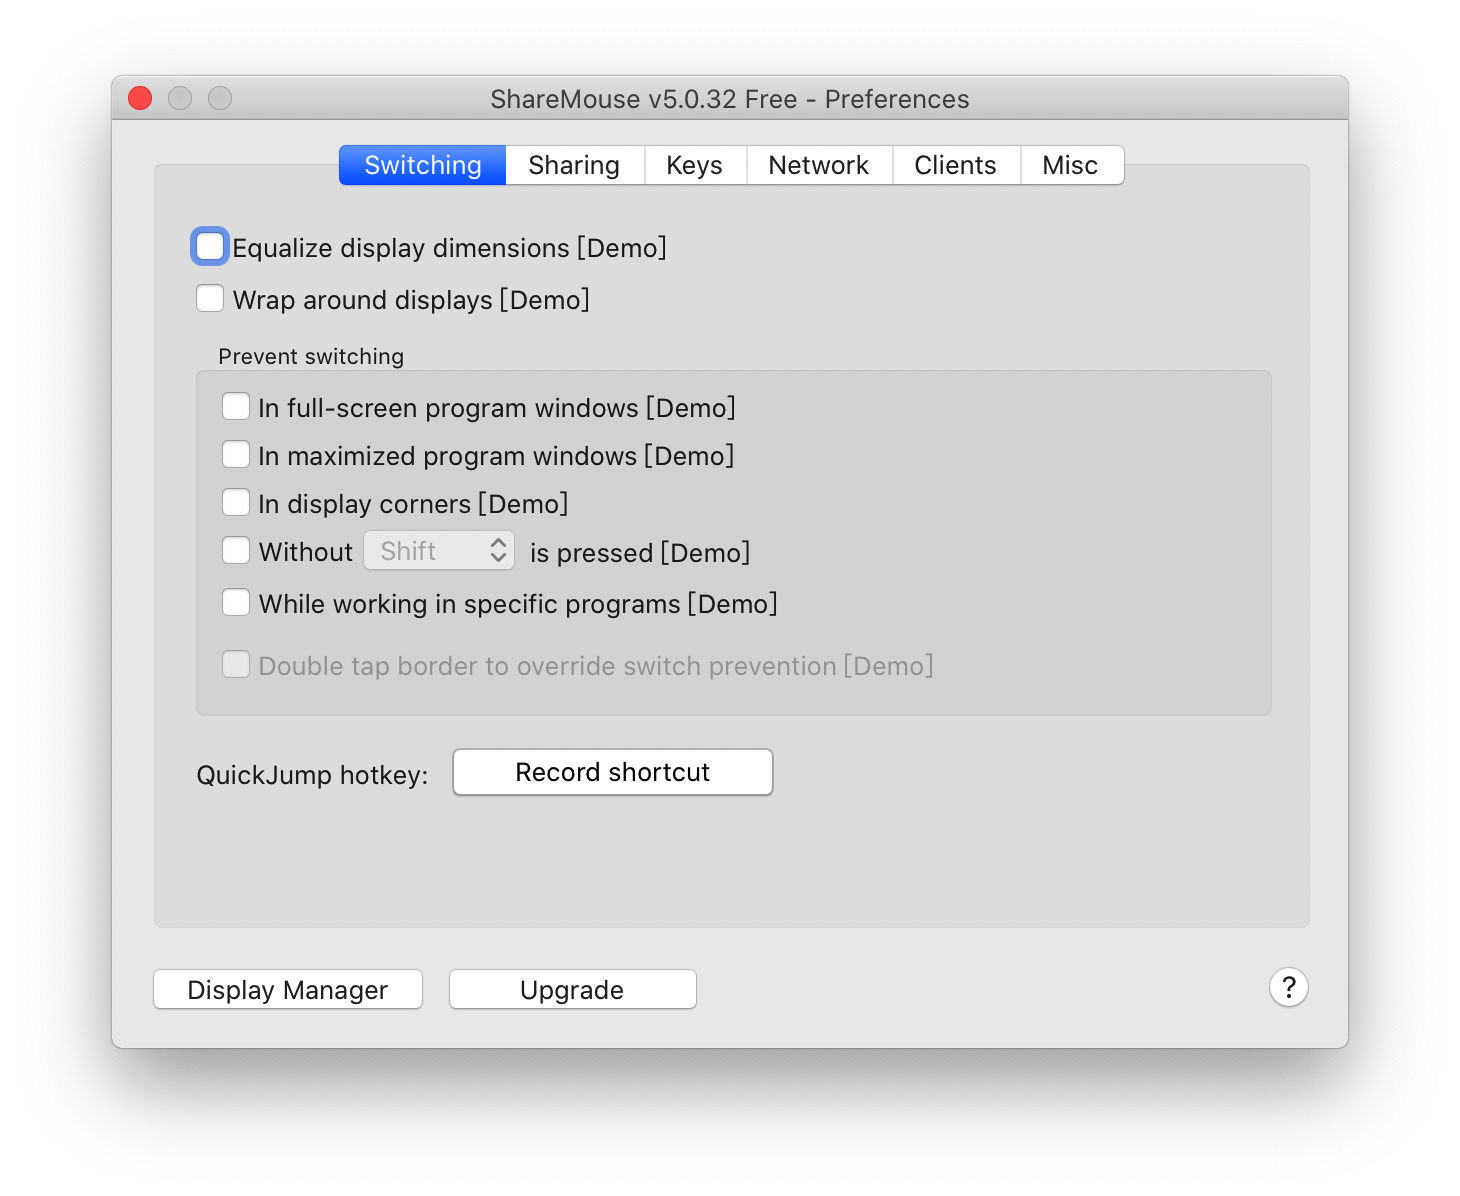 ShareMouse v5.0.32 Free - Preferences
Switching Sharing Keys Network Clients Misc
Equalize display dimensions [Demo]
Wrap around displays [Demo]
Prevent switching
In full-screen program windows [Demo]
In maximized program windows [Demo]
In display corners [Demo]
Without Shift is pressed [Demo]
While working in specific programs [Demo]
Double tap border to override switch prevention [Demo]
QuickJump hotkey: Record shortcut
Display Manager Upgrade ?